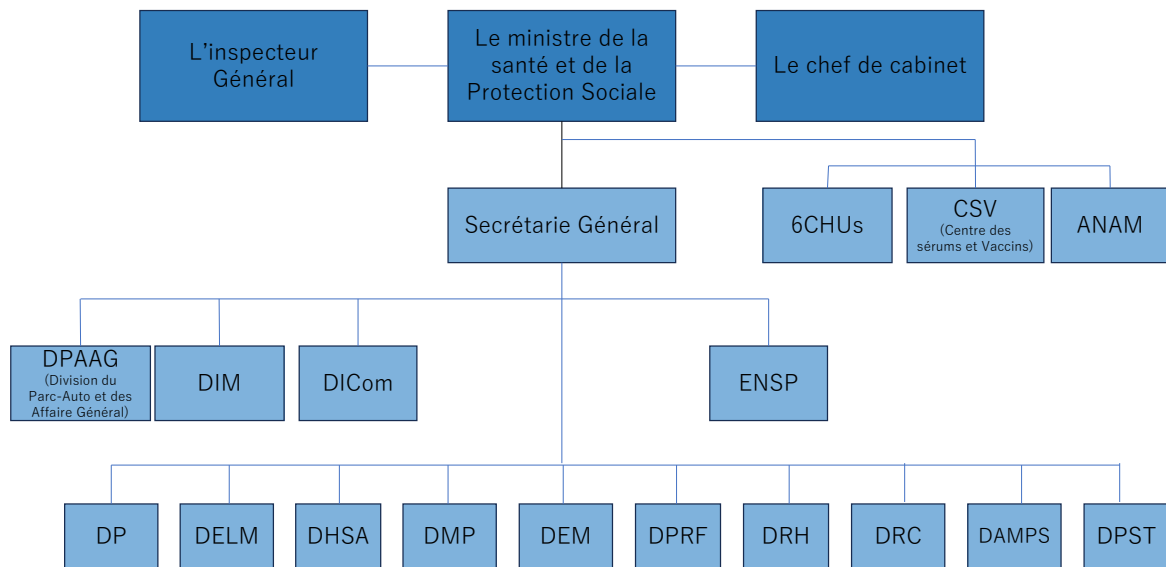 L'inspecteur
Général
Le ministre de la
santé et de la
Protection Sociale
Le chef de cabinet
Secrétarie Général
6CHUs
CSV
(Centre des
sérums et Vaccins)
ANAM
DPAAG
(Division du
Parc-Auto et des
Affaire Général)
DIM
DICom
ENSP
DP
DELM
DHSA
DMP
DEM
DPRF
DRH
DRC
DAMPS
DPST